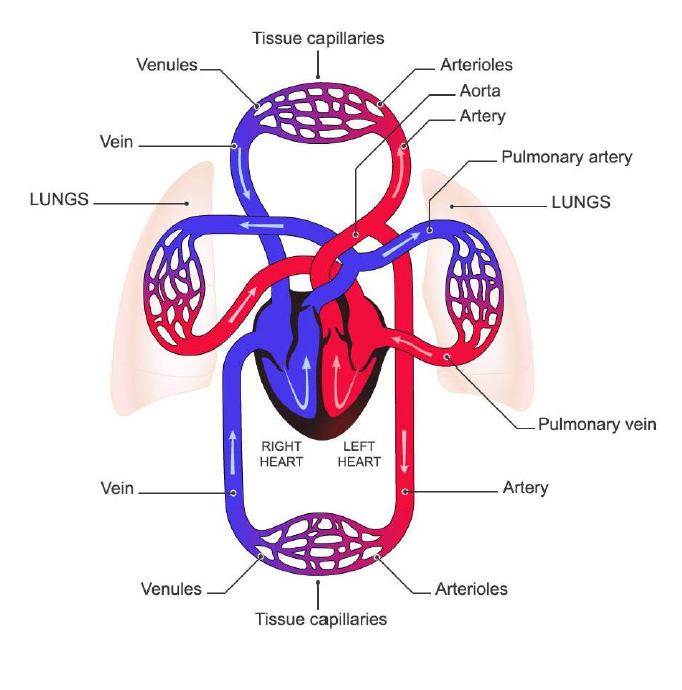 Tissue capillaries
Venules
Arterioles
Aorta
Artery
Vein
Pulmonary artery
LUNGS
LUNGS
Pulmonary vein
RIGHT
HEART
LEFT
HEART
Vein
Artery
Venules
Arterioles
Tissue capillaries